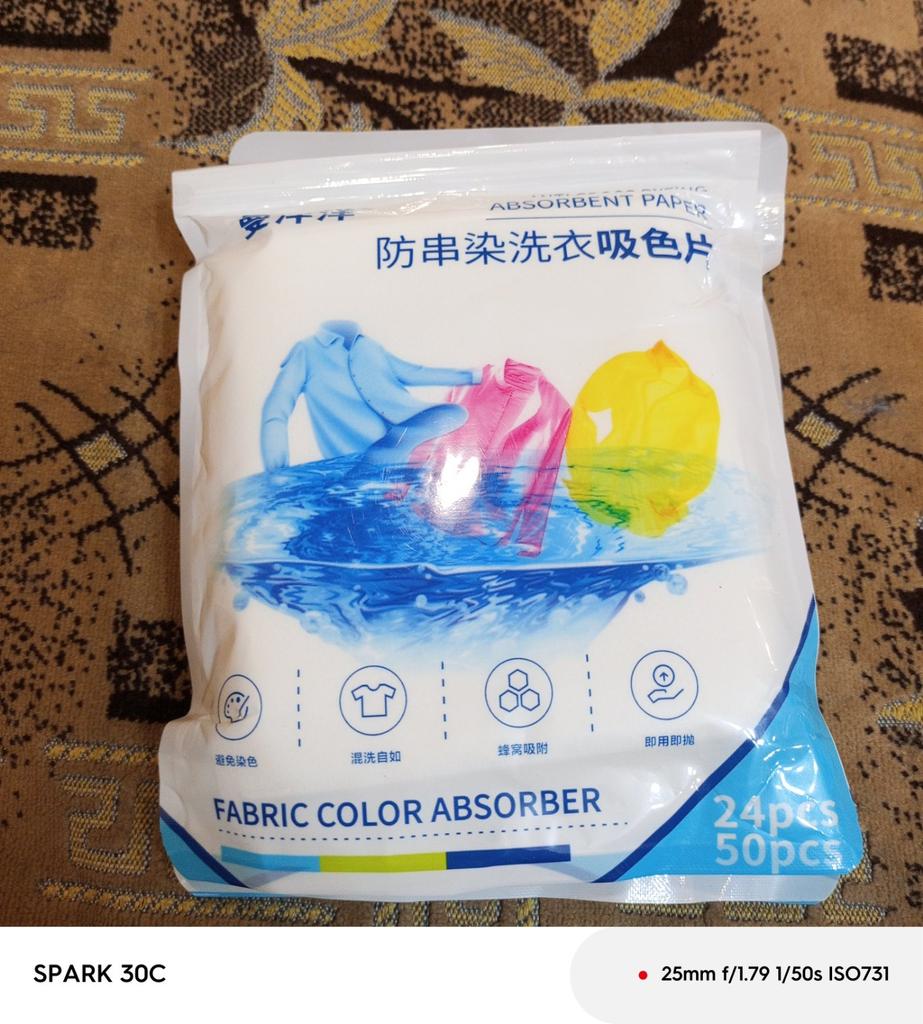 ABSORBENT PAPER
防串染洗衣吸色片
避免染色
混洗自如
蜂窝吸附
即用即抛
FABRIC COLOR ABSORBER
24pcs
50pcs
SPARK 30C
25mm f/1.79 1/50s ISO731